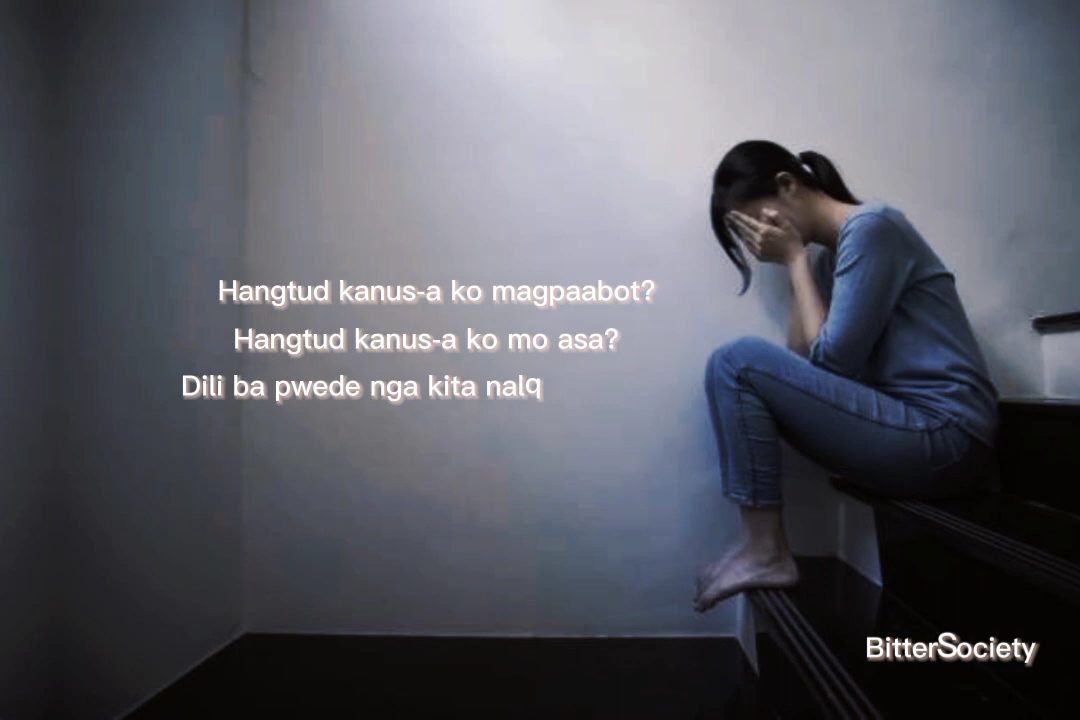 Hangtud kanus-a ko magpaabot?
Hangtud kanus-a ko mo asa?
Dili ba pwede nga kita nalq
BitterSociety